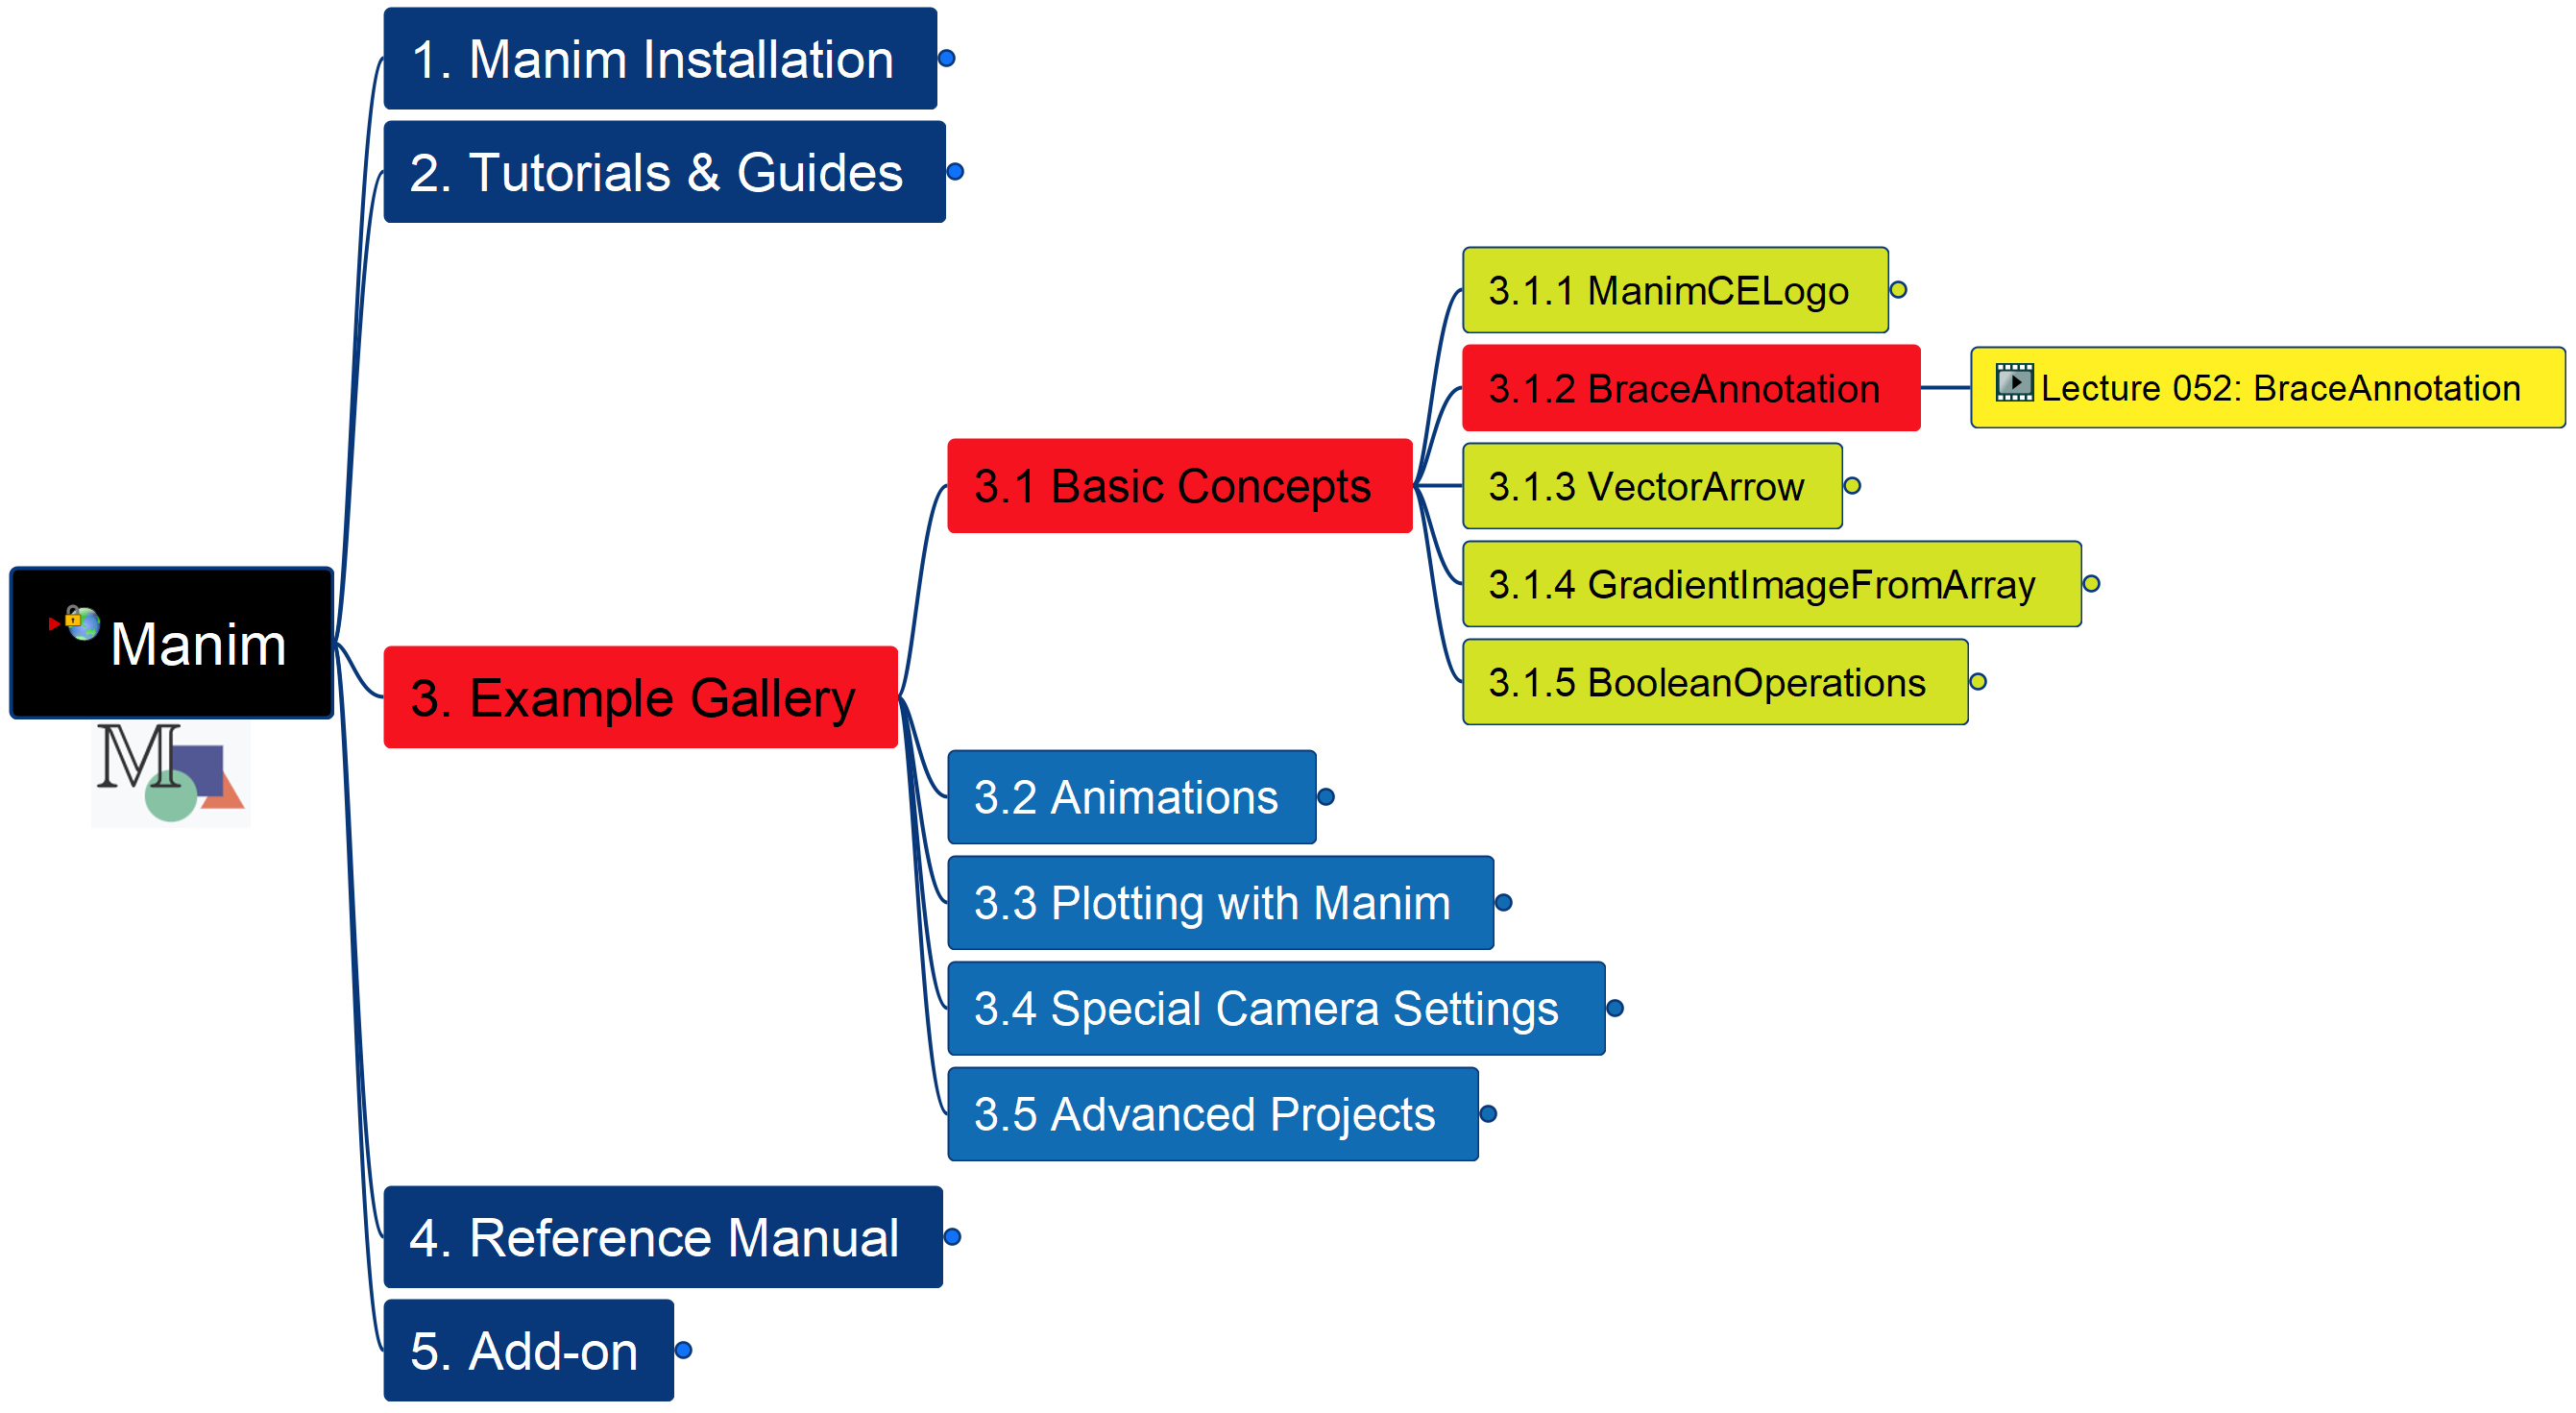 1. Manim Installation
2. Tutorials & Guides
3.1.1 ManimCELogo
3.1.2 BraceAnnotation
Lecture 052: BraceAnnotation
3.1 Basic Concepts
3.1.3 VectorArrow
3.1.4 GradientImageFromArray
3.1.5 BooleanOperations
Manim
3. Example Gallery
M
3.2 Animations
3.3 Plotting with Manim
3.4 Special Camera Settings
3.5 Advanced Projects
4. Reference Manual
5. Add-on